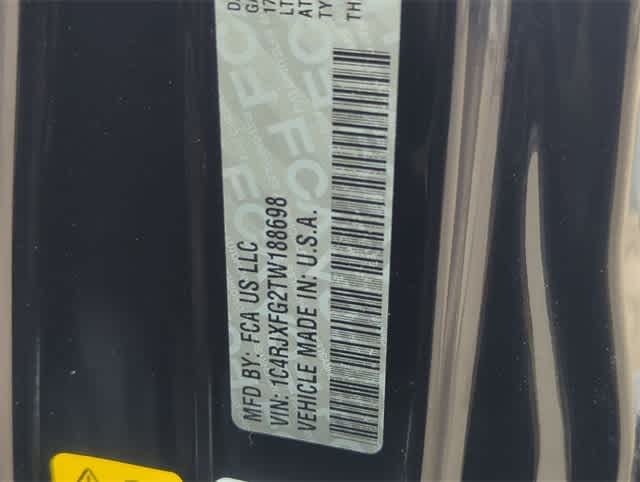 MFD BY: FCA US LLC
VIN: 1C4RJXFG2TW188698
VEHICLE MADE IN: U.S.A.